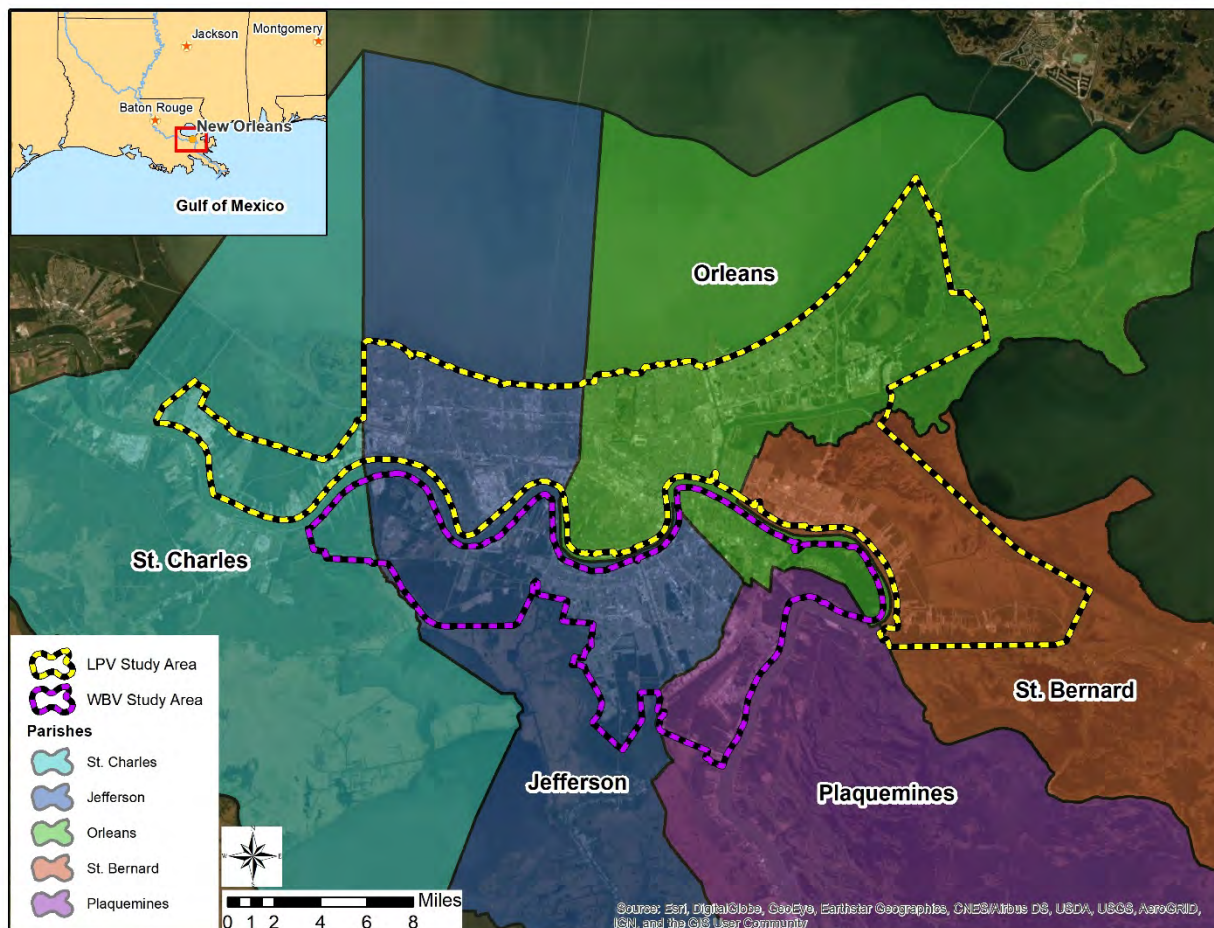 Jackson
Montgomery
Baton Rouge
New Orleans
Gulf of Mexico
Orleans
St. Charles
St. Bernard
Jefferson
Plaquemines
LPV Study Area
WBV Study Area
Parishes
St. Charles
Jefferson
Orleans
St. Bernard
Plaquemines
N
W E
S
Miles
0 1 2 4 6 8
Source: Esri, DigitalGlobe, GeoEye, Earthstar Geographics, CNES/Airbus DS, USDA, USGS, AeroGRID,
IGN, and the GIS User Community